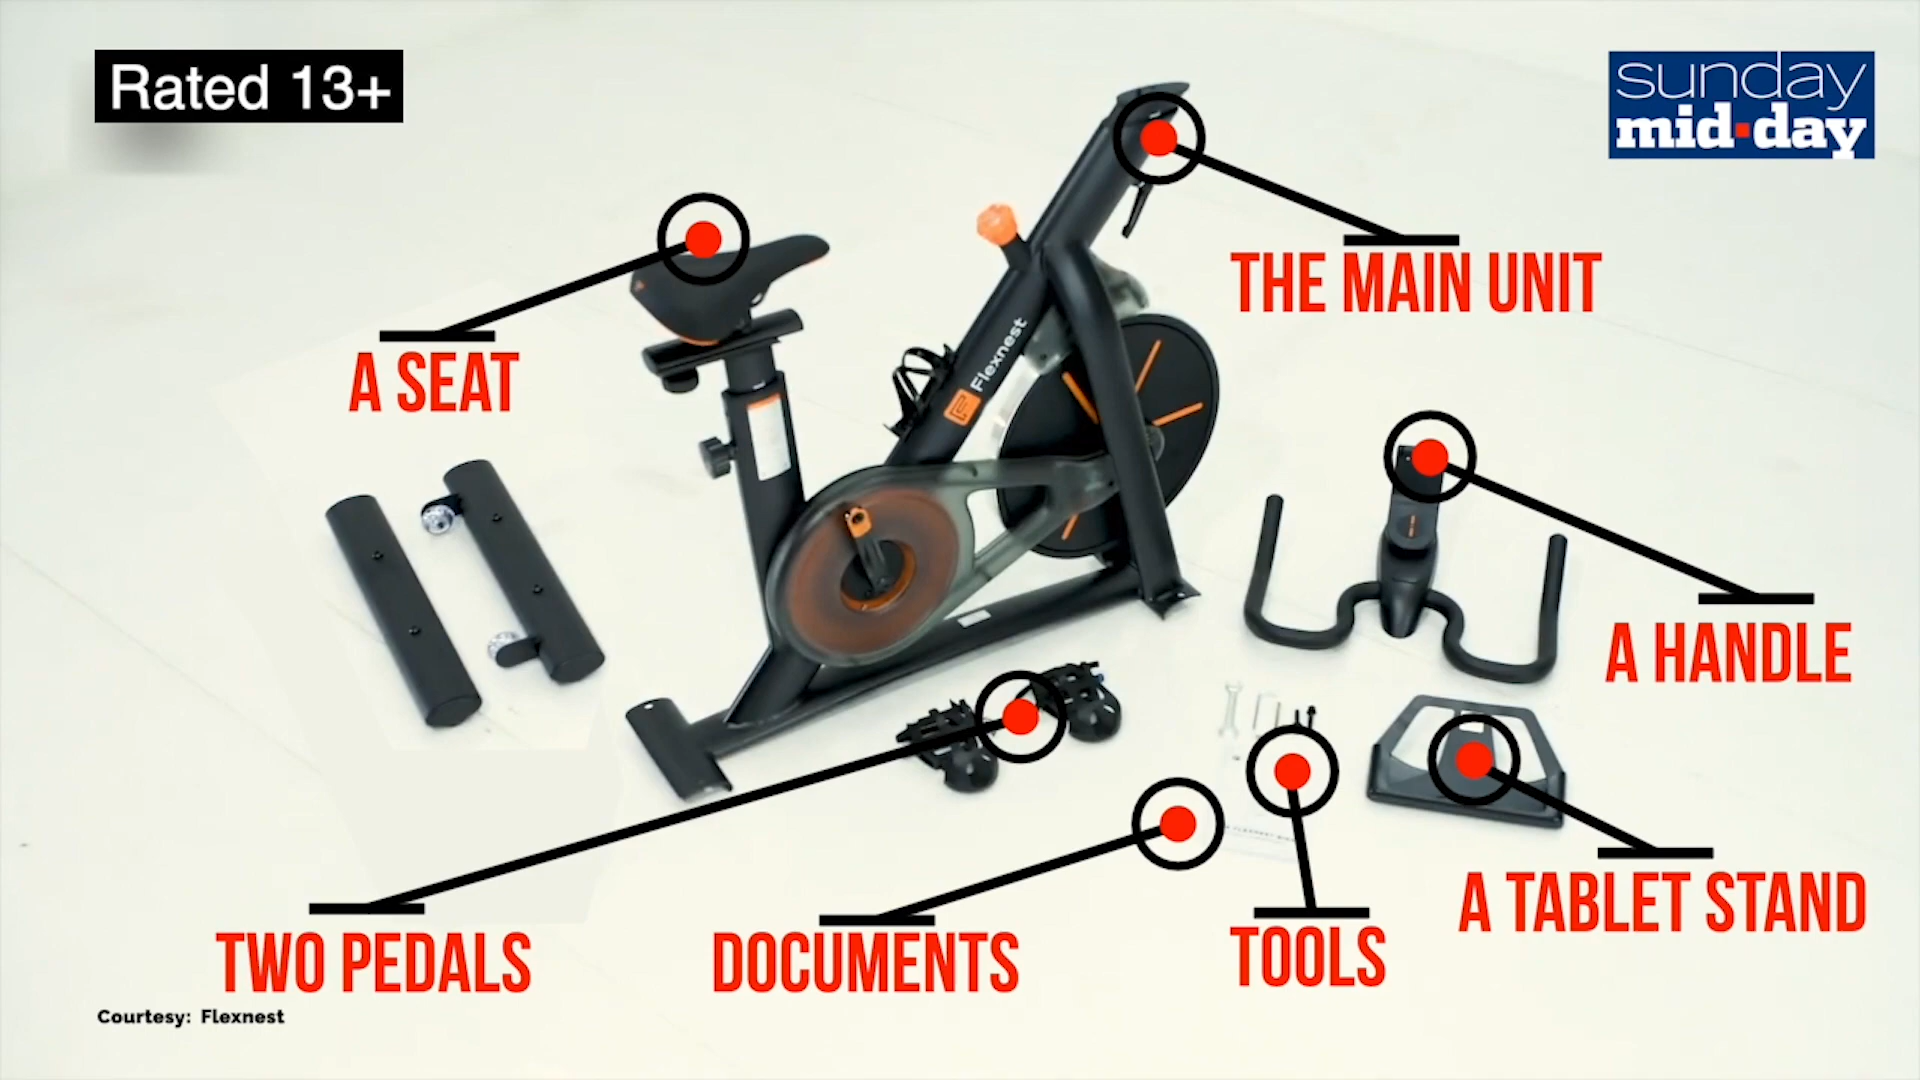 Rated 13+
sunday
mid-day
THE MAIN UNIT
A SEAT
Flexnest
A HANDLE
A TABLET STAND
TWO PEDALS
DOCUMENTS
TOOLS
Courtesy: Flexnest